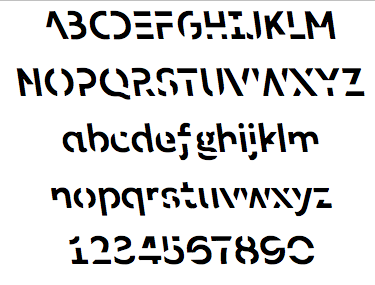 ABCDEFGHIJKLM
NOPQRSTUVWXYZ
abcdefghijklm
nopqrstuvwxyz
1234567890